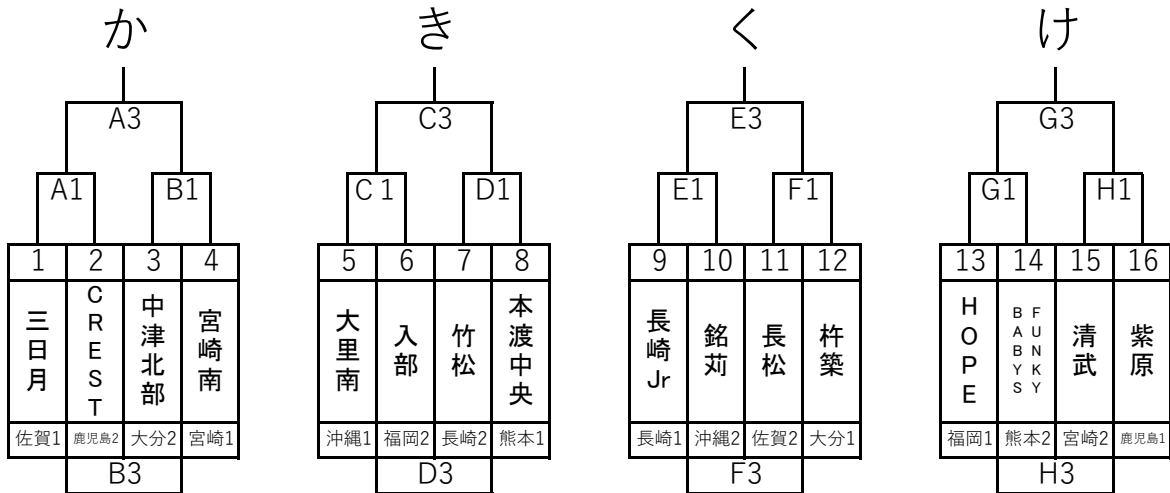 か き く け
A3 C3 E3 G3
A1 B1 C1 D1 E1 F1 G1 H1
1 2 3 4 5 6 7 8 9 10 11 12 13 14 15 16
三日月
CREST
中津北部
宮崎南
大里南
入部
竹松
本渡中央
長崎Jr
銘苅
長松
杵築
HOPE
FUNKY
BABYS
清武
紫原
佐賀1 鹿児島2 大分2 宮崎1 沖縄1 福岡2 長崎2 熊本1 長崎1 沖縄2 佐賀2 大分1 福岡1 熊本2 宮崎2 鹿児島1
B3 D3 F3 H3